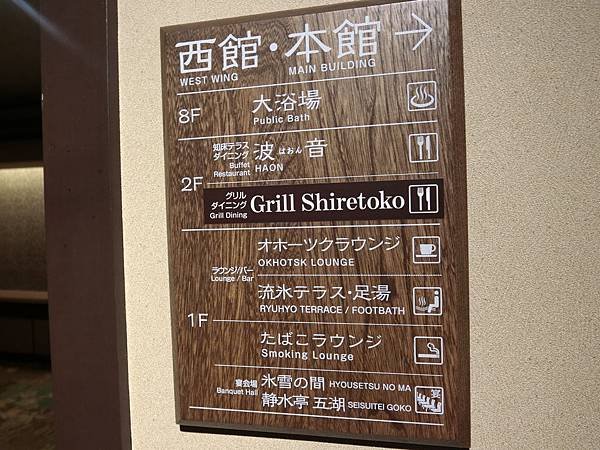 西館・本館 →
WEST WING MAIN BUILDING
8F
大浴場
Public Bath
2F
知床テラス
ダイニング
Buffet
Restaurant
波音
はおん
HAON
グリル
ダイニング
Grill Dining
Grill Shiretoko
1F
ラウンジ/バー
Lounge / Bar
オホーツクラウンジ
OKHOTSK LOUNGE
流氷テラス・足湯
RYUHYO TERRACE / FOOTBATH
たばこラウンジ
Smoking Lounge
宴会場
Banquet Hall
氷雪の間 HYOUSETSU NO MA
静水亭 五湖 SEISUITEI GOKO
宴